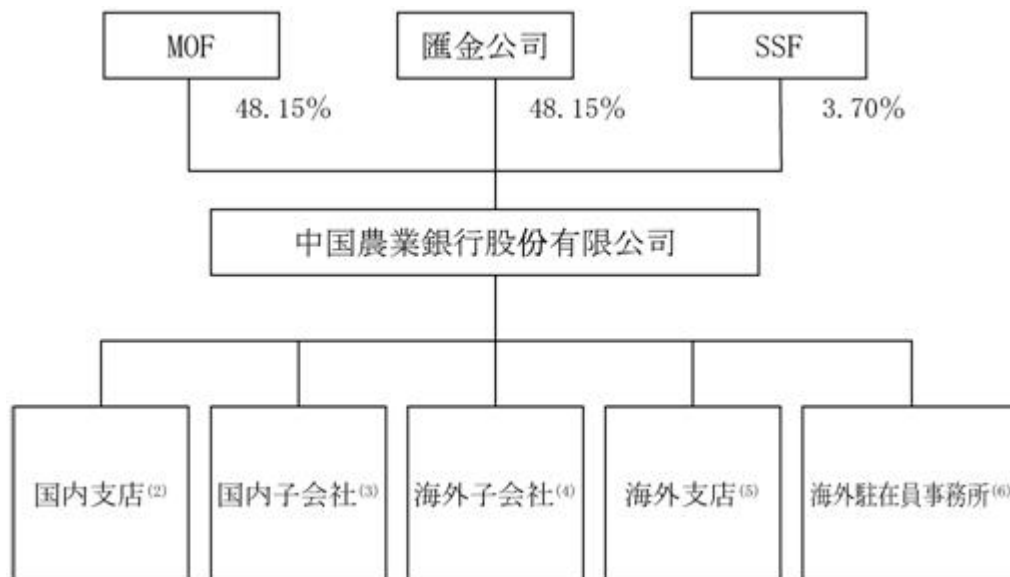 MOF
匯金公司
SSF
48.15%
48.15%
3.70%
中国農業銀行股份有限公司
国内支店(2)
国内子会社(3)
海外子会社(4)
海外支店(5)
海外駐在員事務所(6)